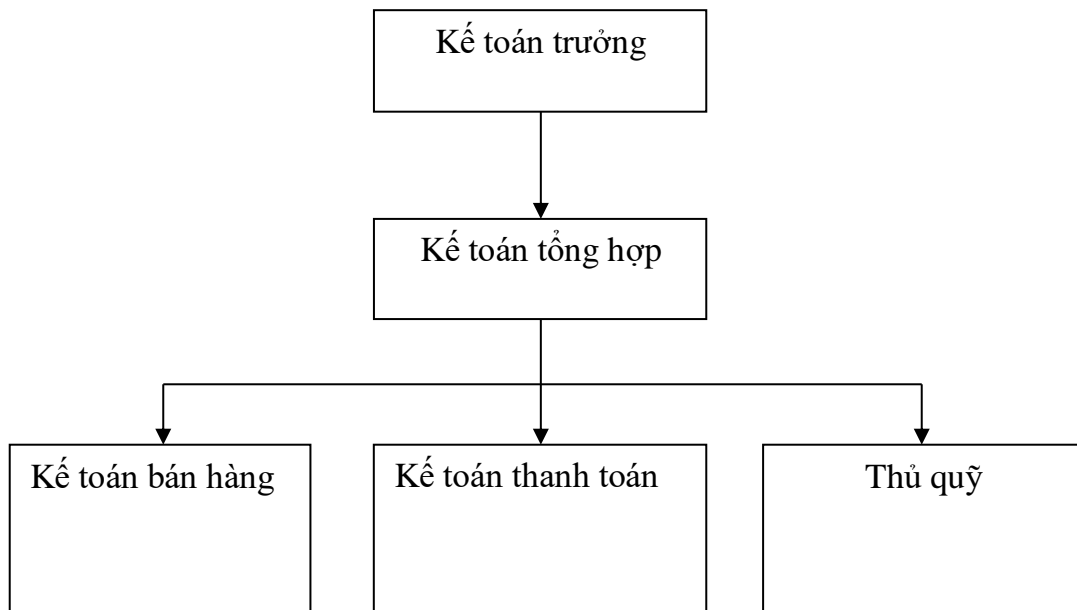 Kế toán trưởng
Kế toán tổng hợp
Kế toán bán hàng
Kế toán thanh toán
Thủ quỹ